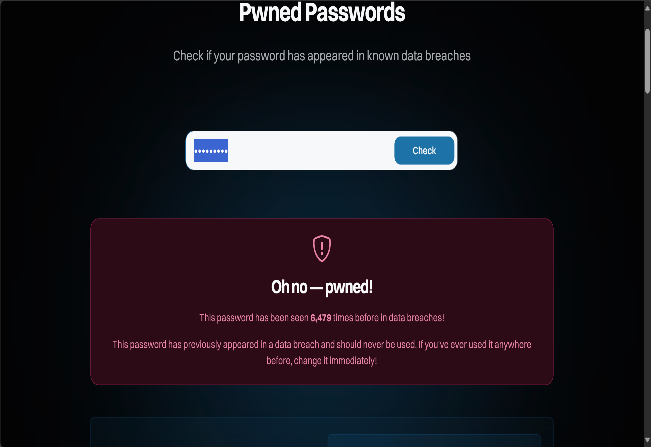 Pwned Passwords
Check if your password has appeared in known data breaches
•••••••••
Check
Oh no — pwned!
This password has been seen 6,479 times before in data breaches!
This password has previously appeared in a data breach and should never be used. If you've ever used it anywhere
before, change it immediately!